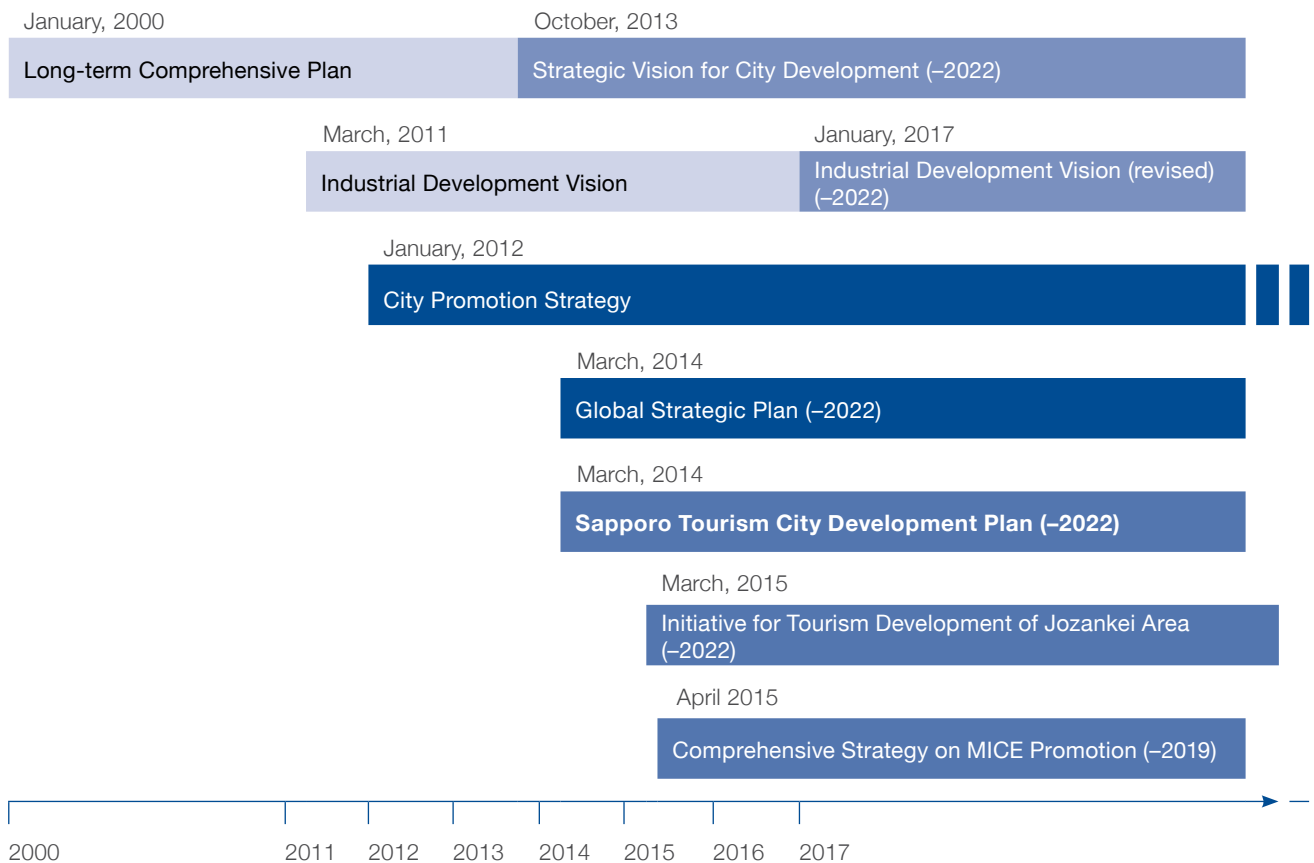 January, 2000
October, 2013
Long-term Comprehensive Plan
Strategic Vision for City Development (–2022)
March, 2011
January, 2017
Industrial Development Vision
Industrial Development Vision (revised)
(–2022)
January, 2012
City Promotion Strategy
March, 2014
Global Strategic Plan (–2022)
March, 2014
Sapporo Tourism City Development Plan (–2022)
March, 2015
Initiative for Tourism Development of Jozankei Area
(–2022)
April 2015
Comprehensive Strategy on MICE Promotion (–2019)
2000
2011
2012
2013
2014
2015
2016
2017